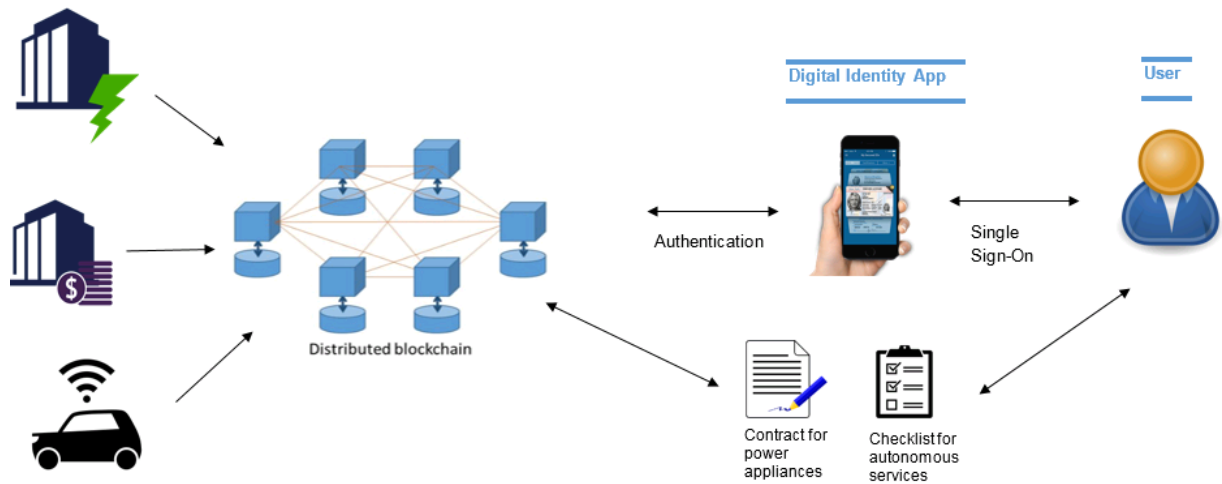 Digital Identity App
User
$
Authentication
Single
Sign-On
Distributed blockchain
Contract for
power
appliances
Checklist for
autonomous
services